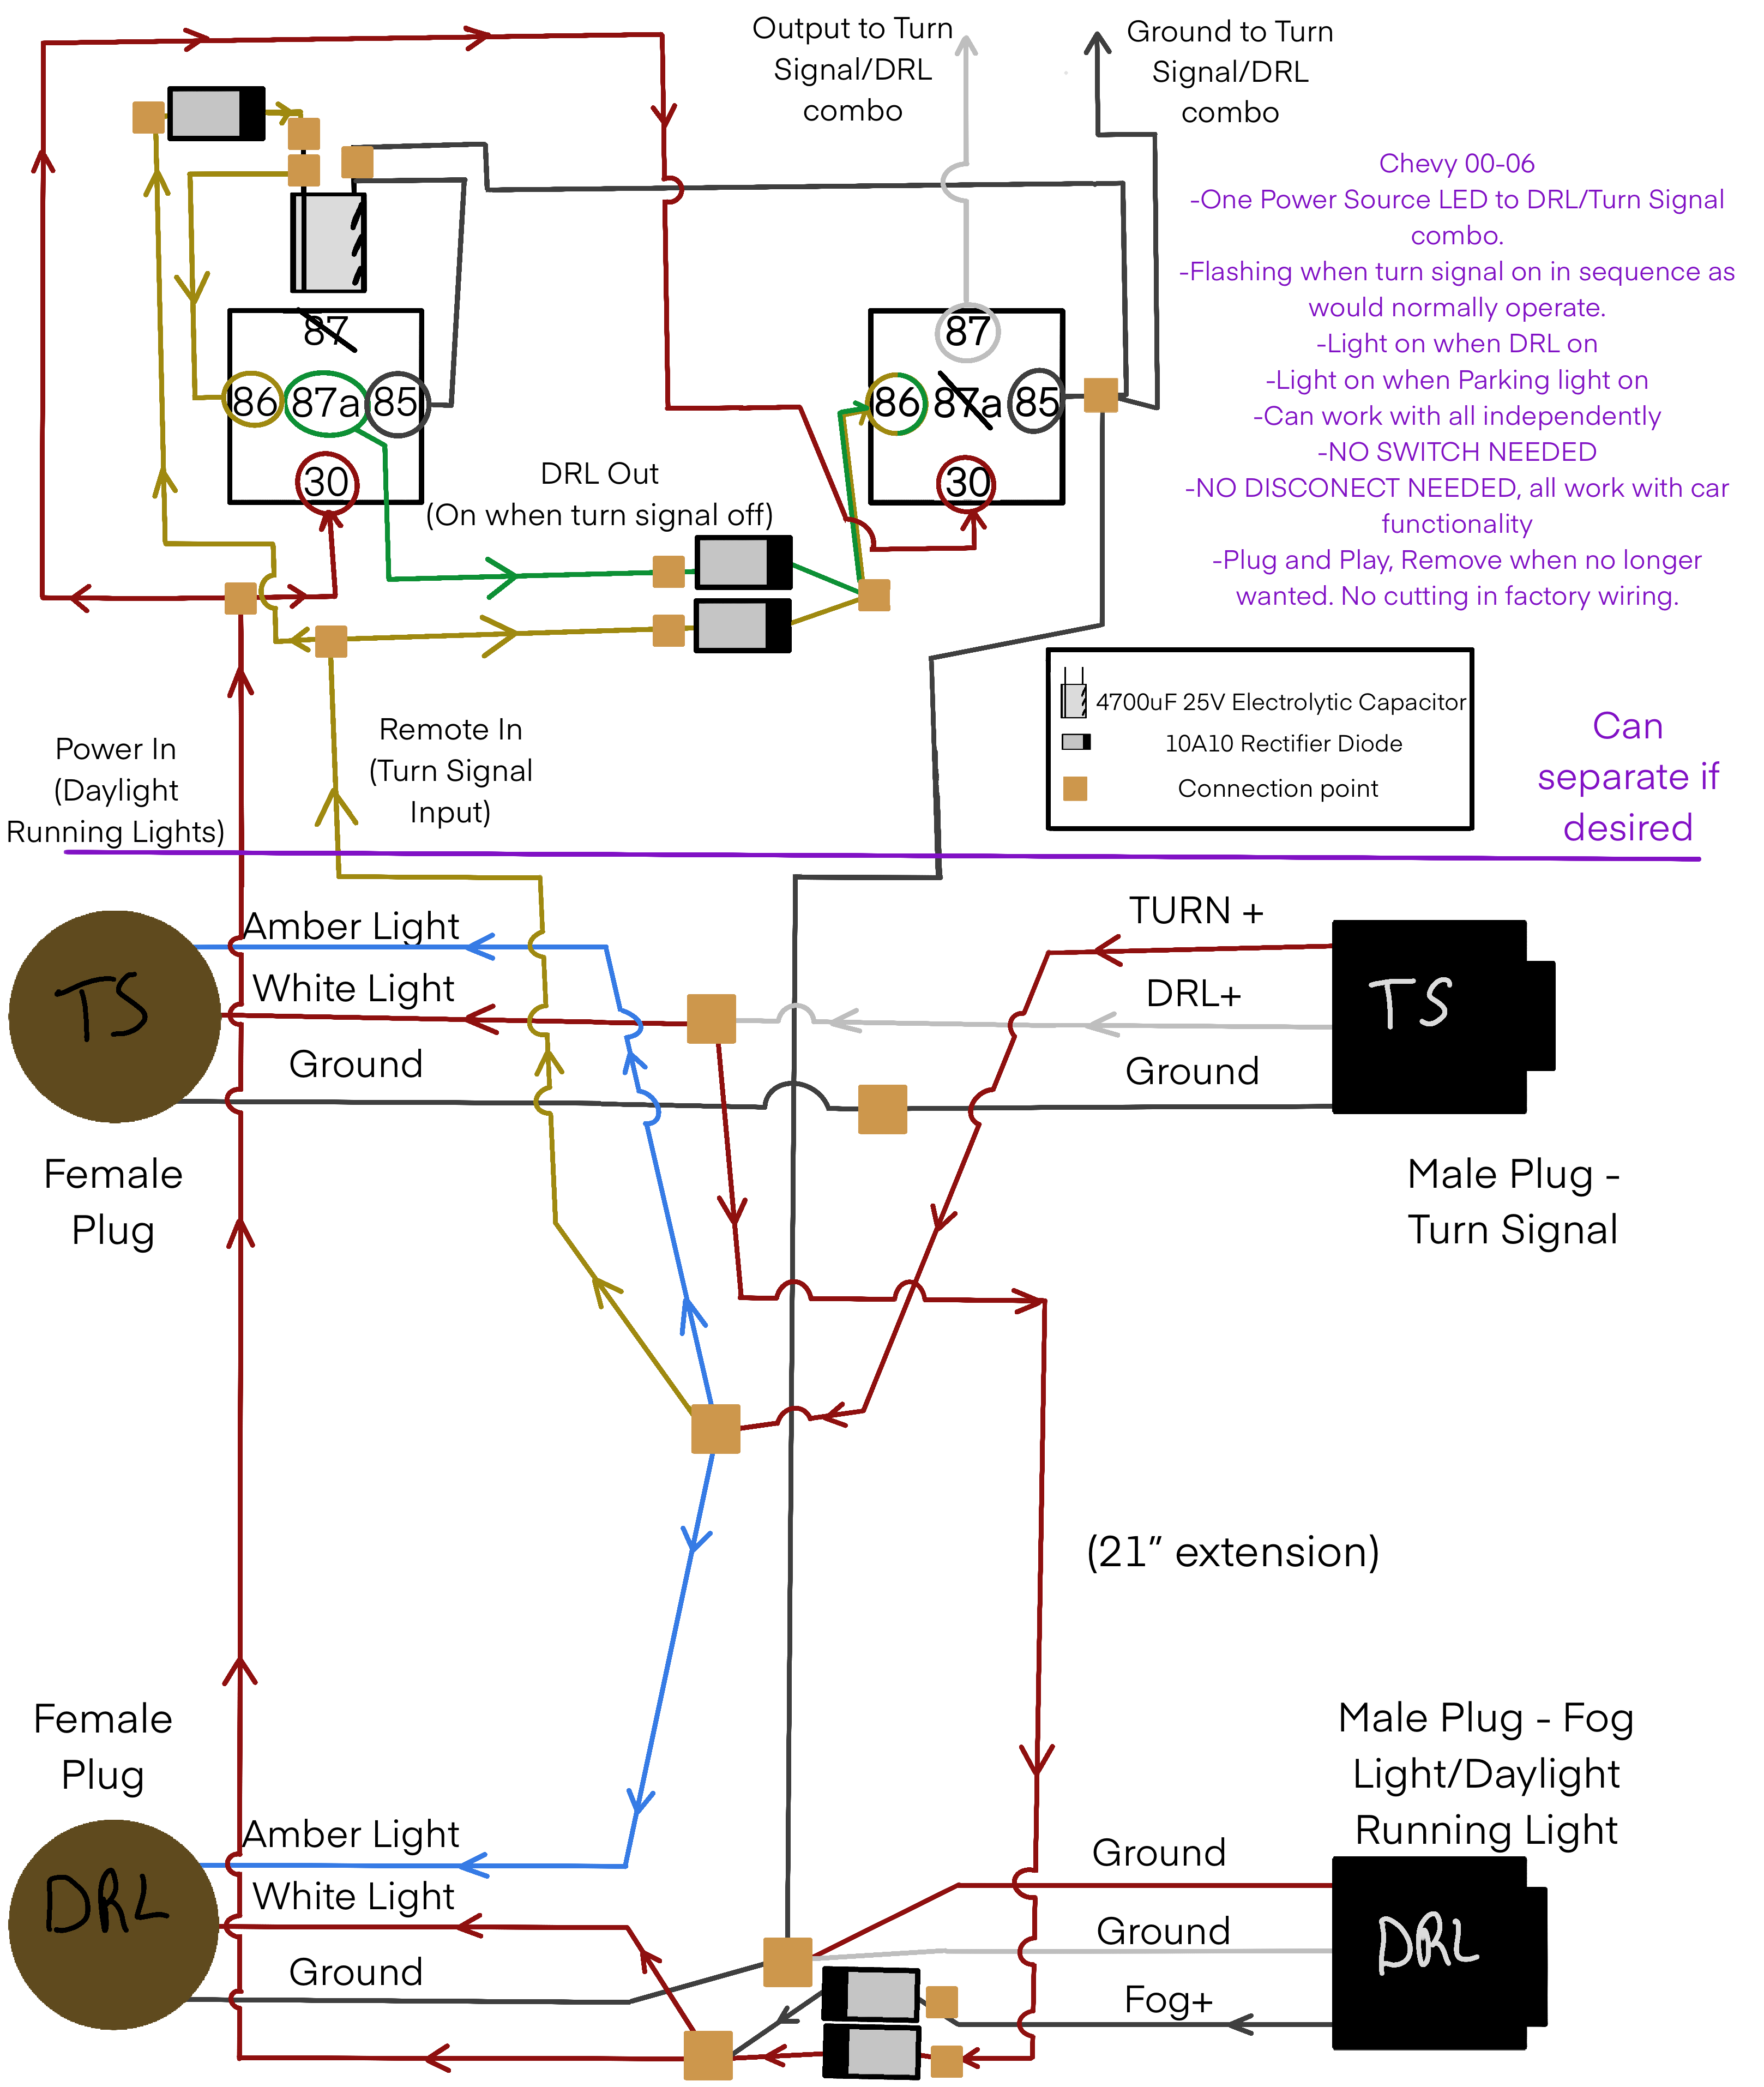 Output to Turn
Signal/DRL
combo
Ground to Turn
Signal/DRL
combo
Chevy 00-06
-One Power Source LED to DRL/Turn Signal
combo.
-Flashing when turn signal on in sequence as
would normally operate.
-Light on when DRL on
-Light on when Parking light on
-Can work with all independently
-NO SWITCH NEEDED
-NO DISCONECT NEEDED, all work with car
functionality
-Plug and Play, Remove when no longer
wanted. No cutting in factory wiring.
87
86 87a 85
30
87
86 87a 85
30
DRL Out
(On when turn signal off)
4700uF 25V Electrolytic Capacitor
10A10 Rectifier Diode
Connection point
Power In
(Daylight
Running Lights)
Remote In
(Turn Signal
Input)
Can
separate if
desired
TS
Amber Light
White Light
Ground
Female
Plug
TURN +
DRL+
Ground
TS
Male Plug -
Turn Signal
(21” extension)
Female
Plug
DRL
Amber Light
White Light
Ground
Male Plug - Fog
Light/Daylight
Running Light
Ground
Ground
Fog+
DRL